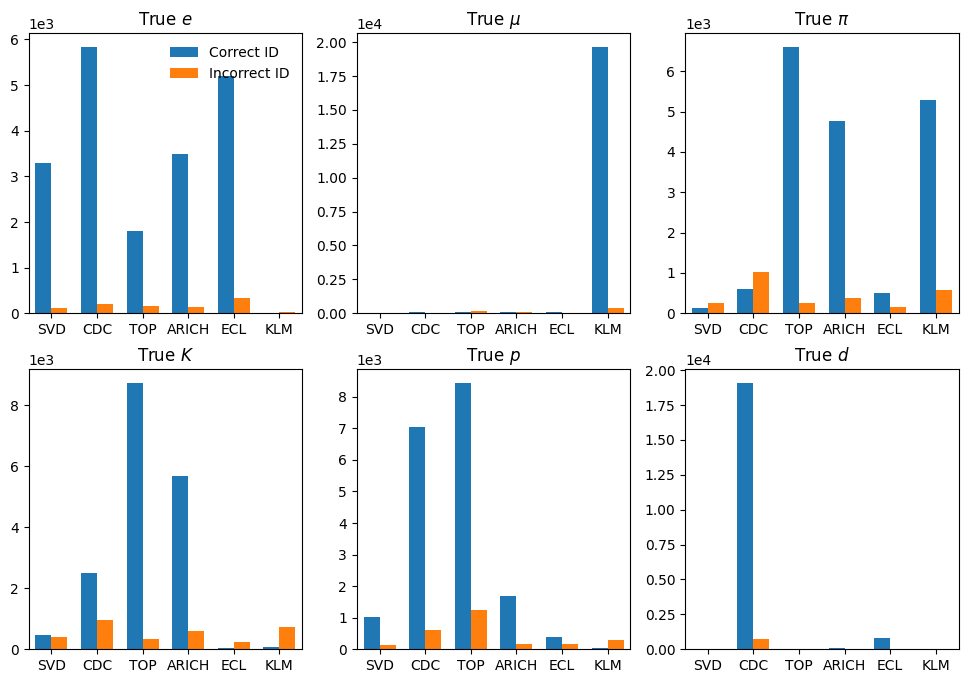 True e
1e3
6
5
4
3
2
1
0
SVD CDC TOP ARICH ECL KLM
Correct ID
Incorrect ID
True μ
1e4
2.00
1.75
1.50
1.25
1.00
0.75
0.50
0.25
0.00
SVD CDC TOP ARICH ECL KLM
True π
1e3
6
5
4
3
2
1
0
SVD CDC TOP ARICH ECL KLM
True K
1e3
8
6
4
2
0
SVD CDC TOP ARICH ECL KLM
True p
1e3
8
7
6
5
4
3
2
1
0
SVD CDC TOP ARICH ECL KLM
True d
1e4
2.00
1.75
1.50
1.25
1.00
0.75
0.50
0.25
0.00
SVD CDC TOP ARICH ECL KLM